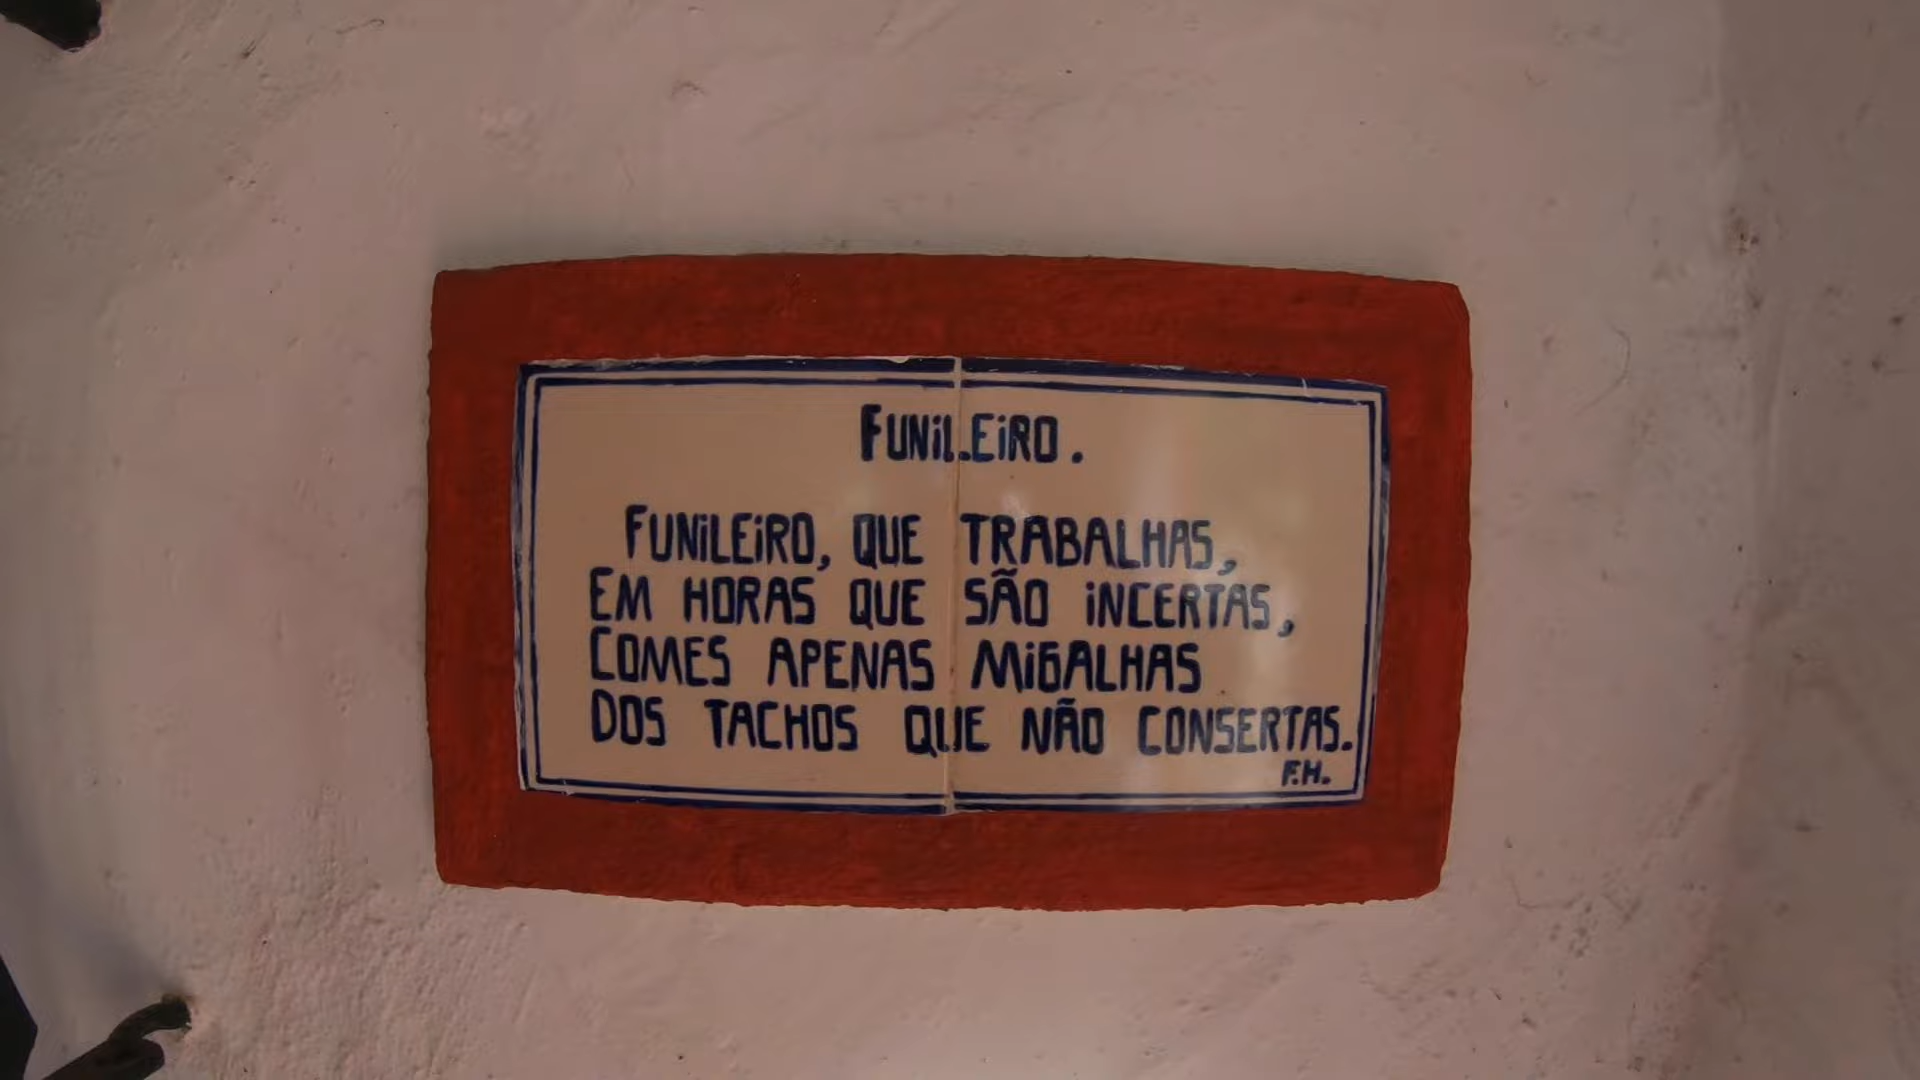 FUNILEIRO.
FUNILEIRO, QUE TRABALHAS,
EM HORAS QUE SÃO INCERTAS,
COMES APENAS MIGALHAS
DOS TACHOS QUE NÃO CONSERTAS.
F.H.